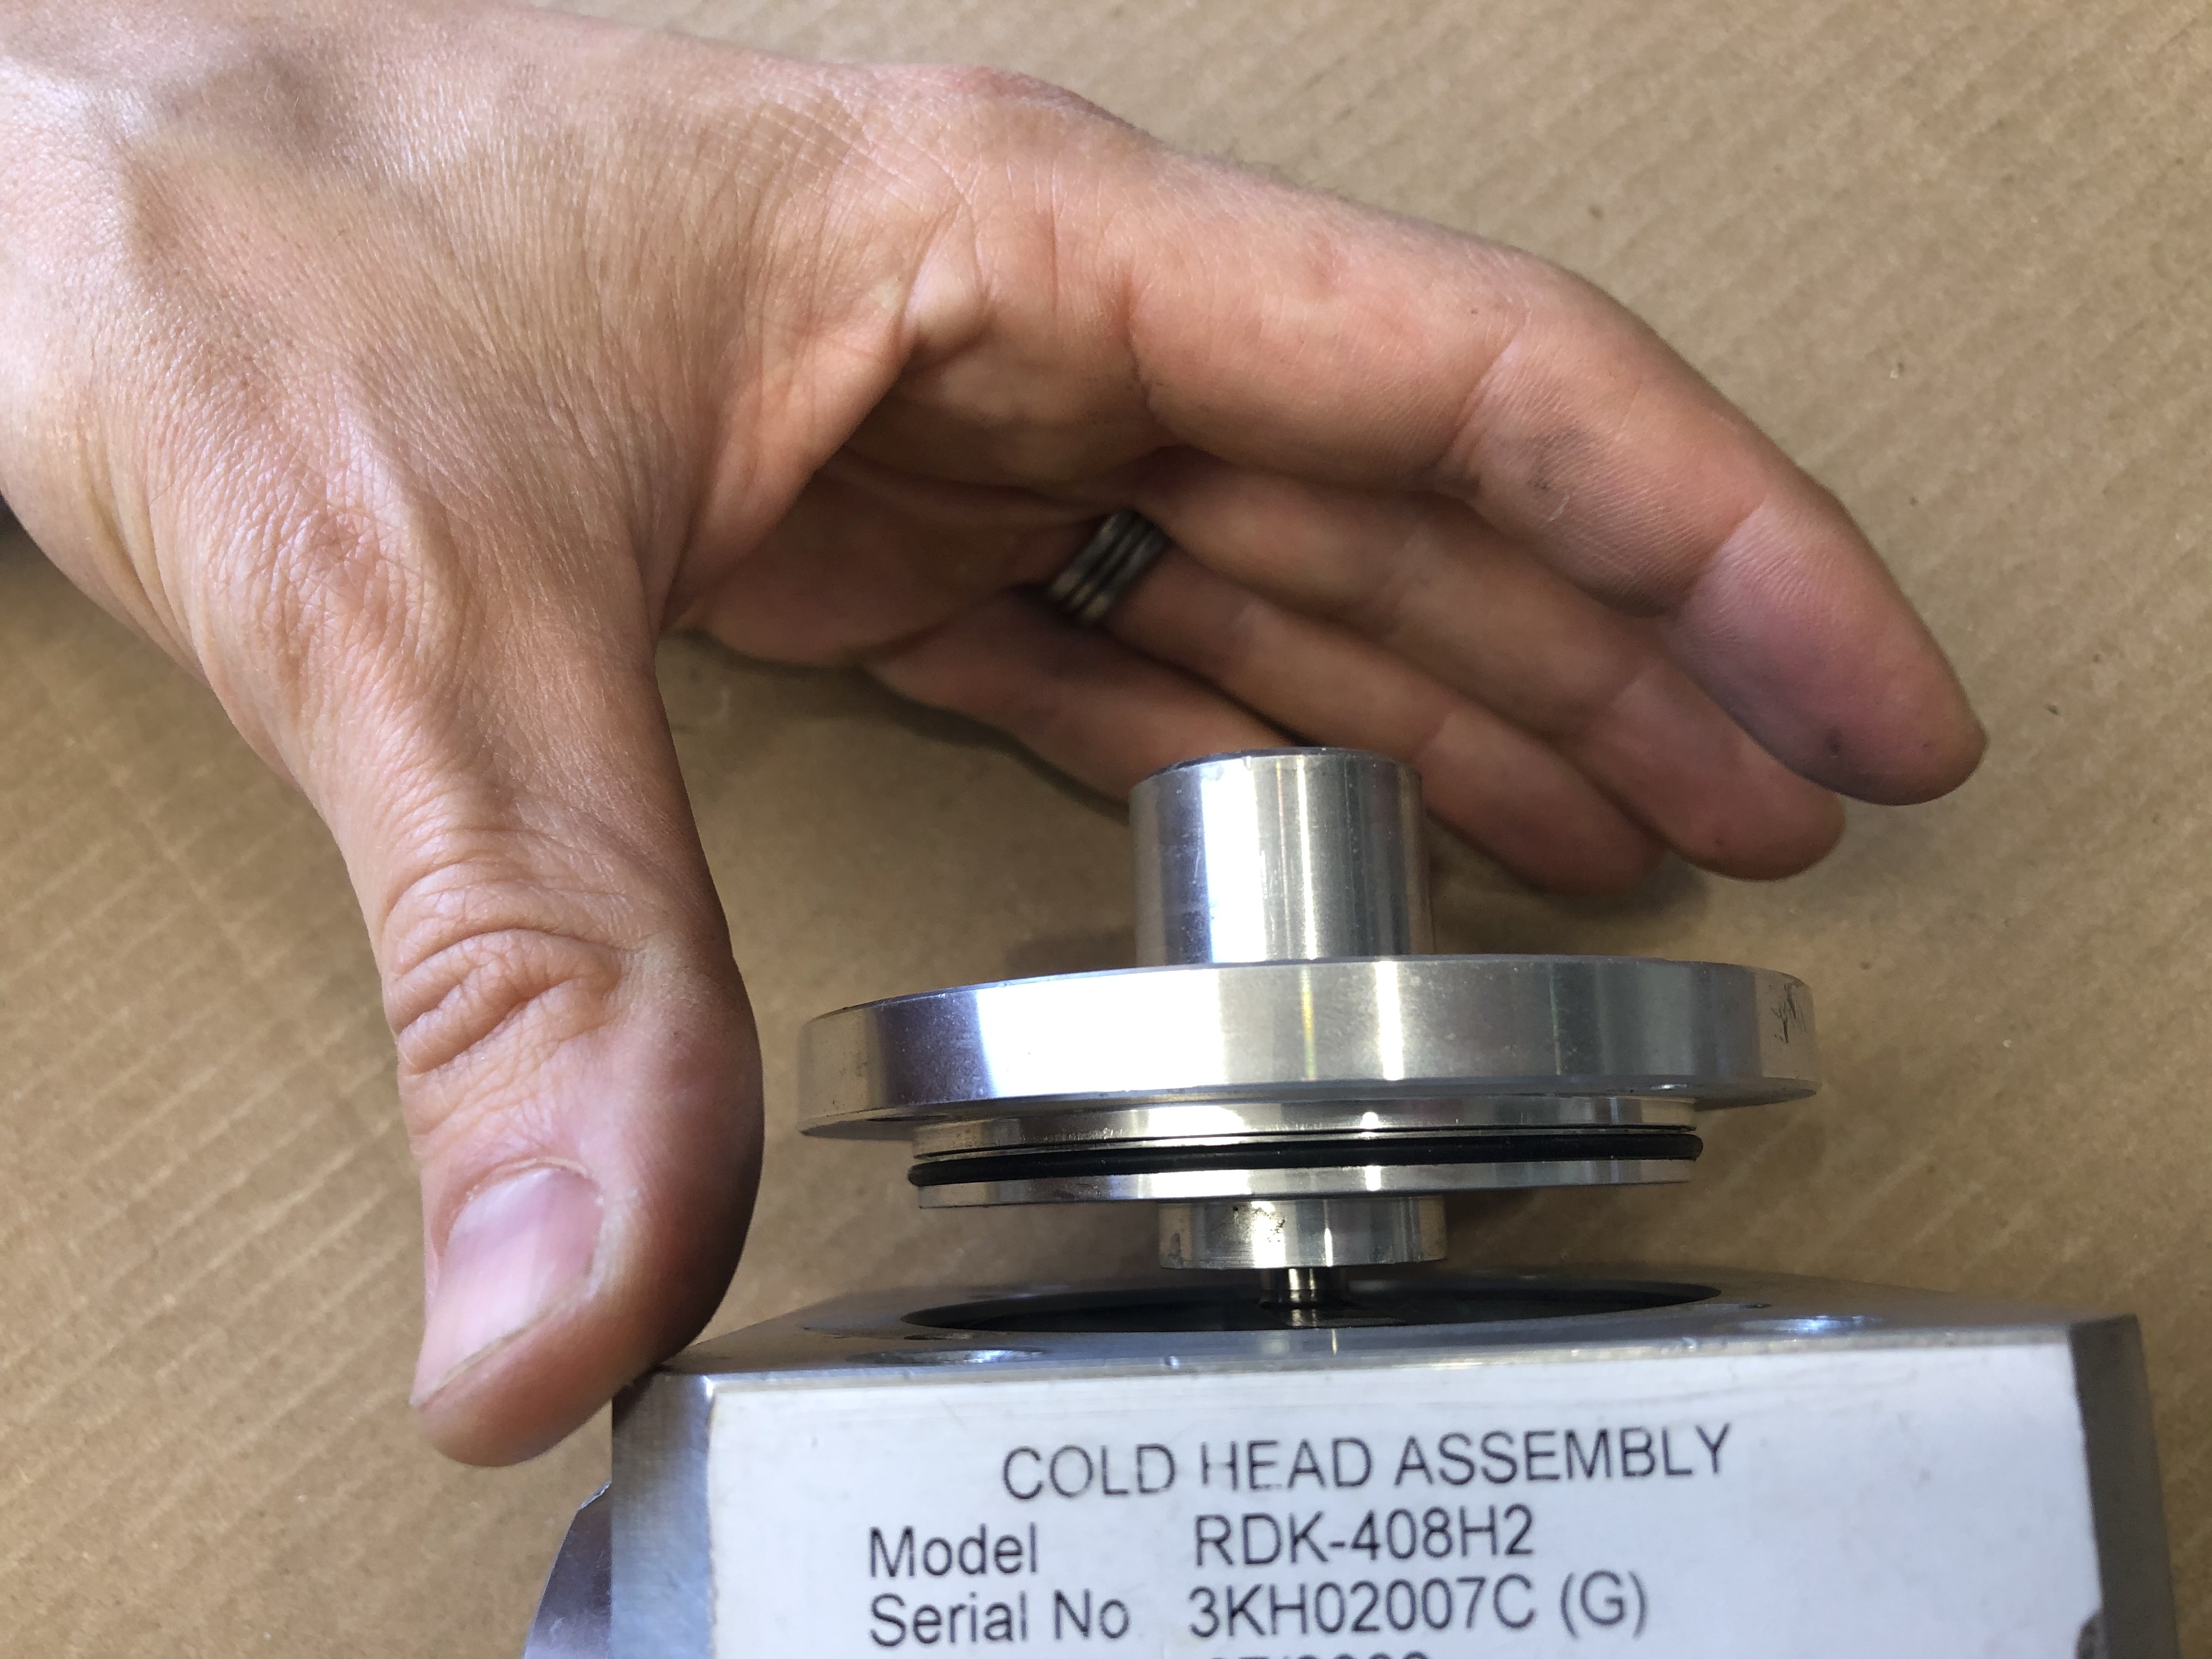 COLD HEAD ASSEMBLY
Model RDK-408H2
Serial No 3KH02007C (G)